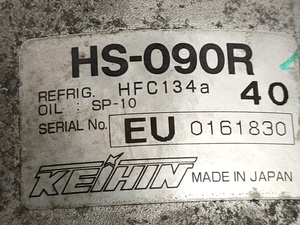 HS-090R
REFRIG. HFC134a 40
OIL : SP-10
SERIAL No. EU 0161830
KEIHIN MADE IN JAPAN